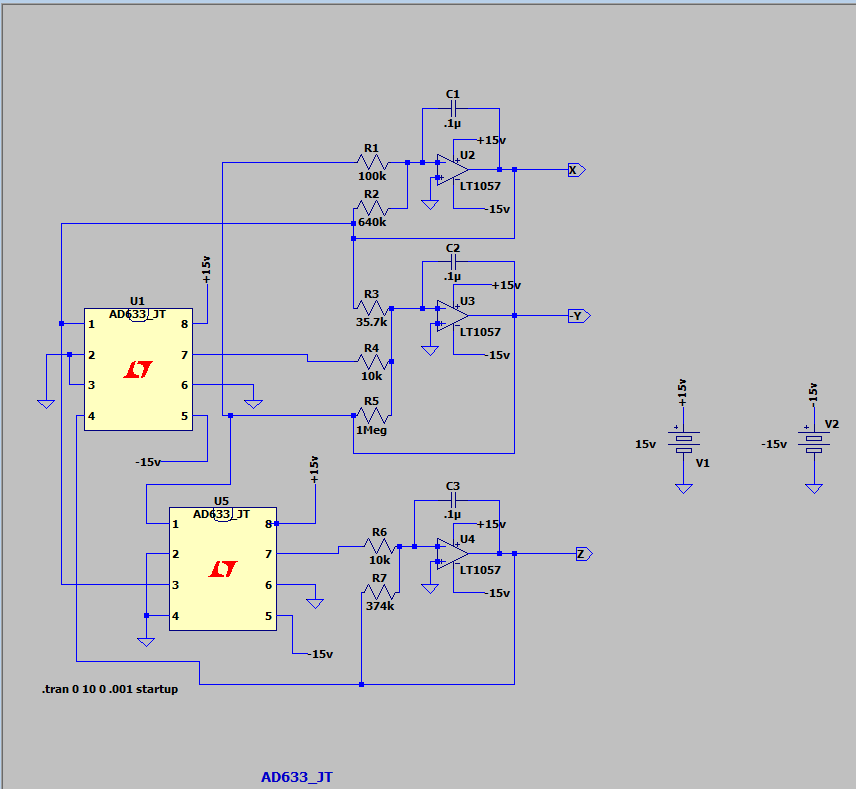 C1
.1µ
+15v
R1
U2
100k
X
LT1057
R2
-15v
640k
C2
.1µ
+15v
+15v
U1
R3
U3
AD633_JT
35.7k
-Y
1
8
LT1057
2
7
R4
-15v
10k
3
6
+15v
-15v
4
5
R5
1Meg
V2
15v
-15v
-15v
V1
+15v
C3
U5
.1µ
AD633_JT
1
8
+15v
R6
U4
2
7
10k
Z
LT1057
R7
3
6
374k
-15v
4
5
-15v
.tran 0 10 0 .001 startup
AD633_JT